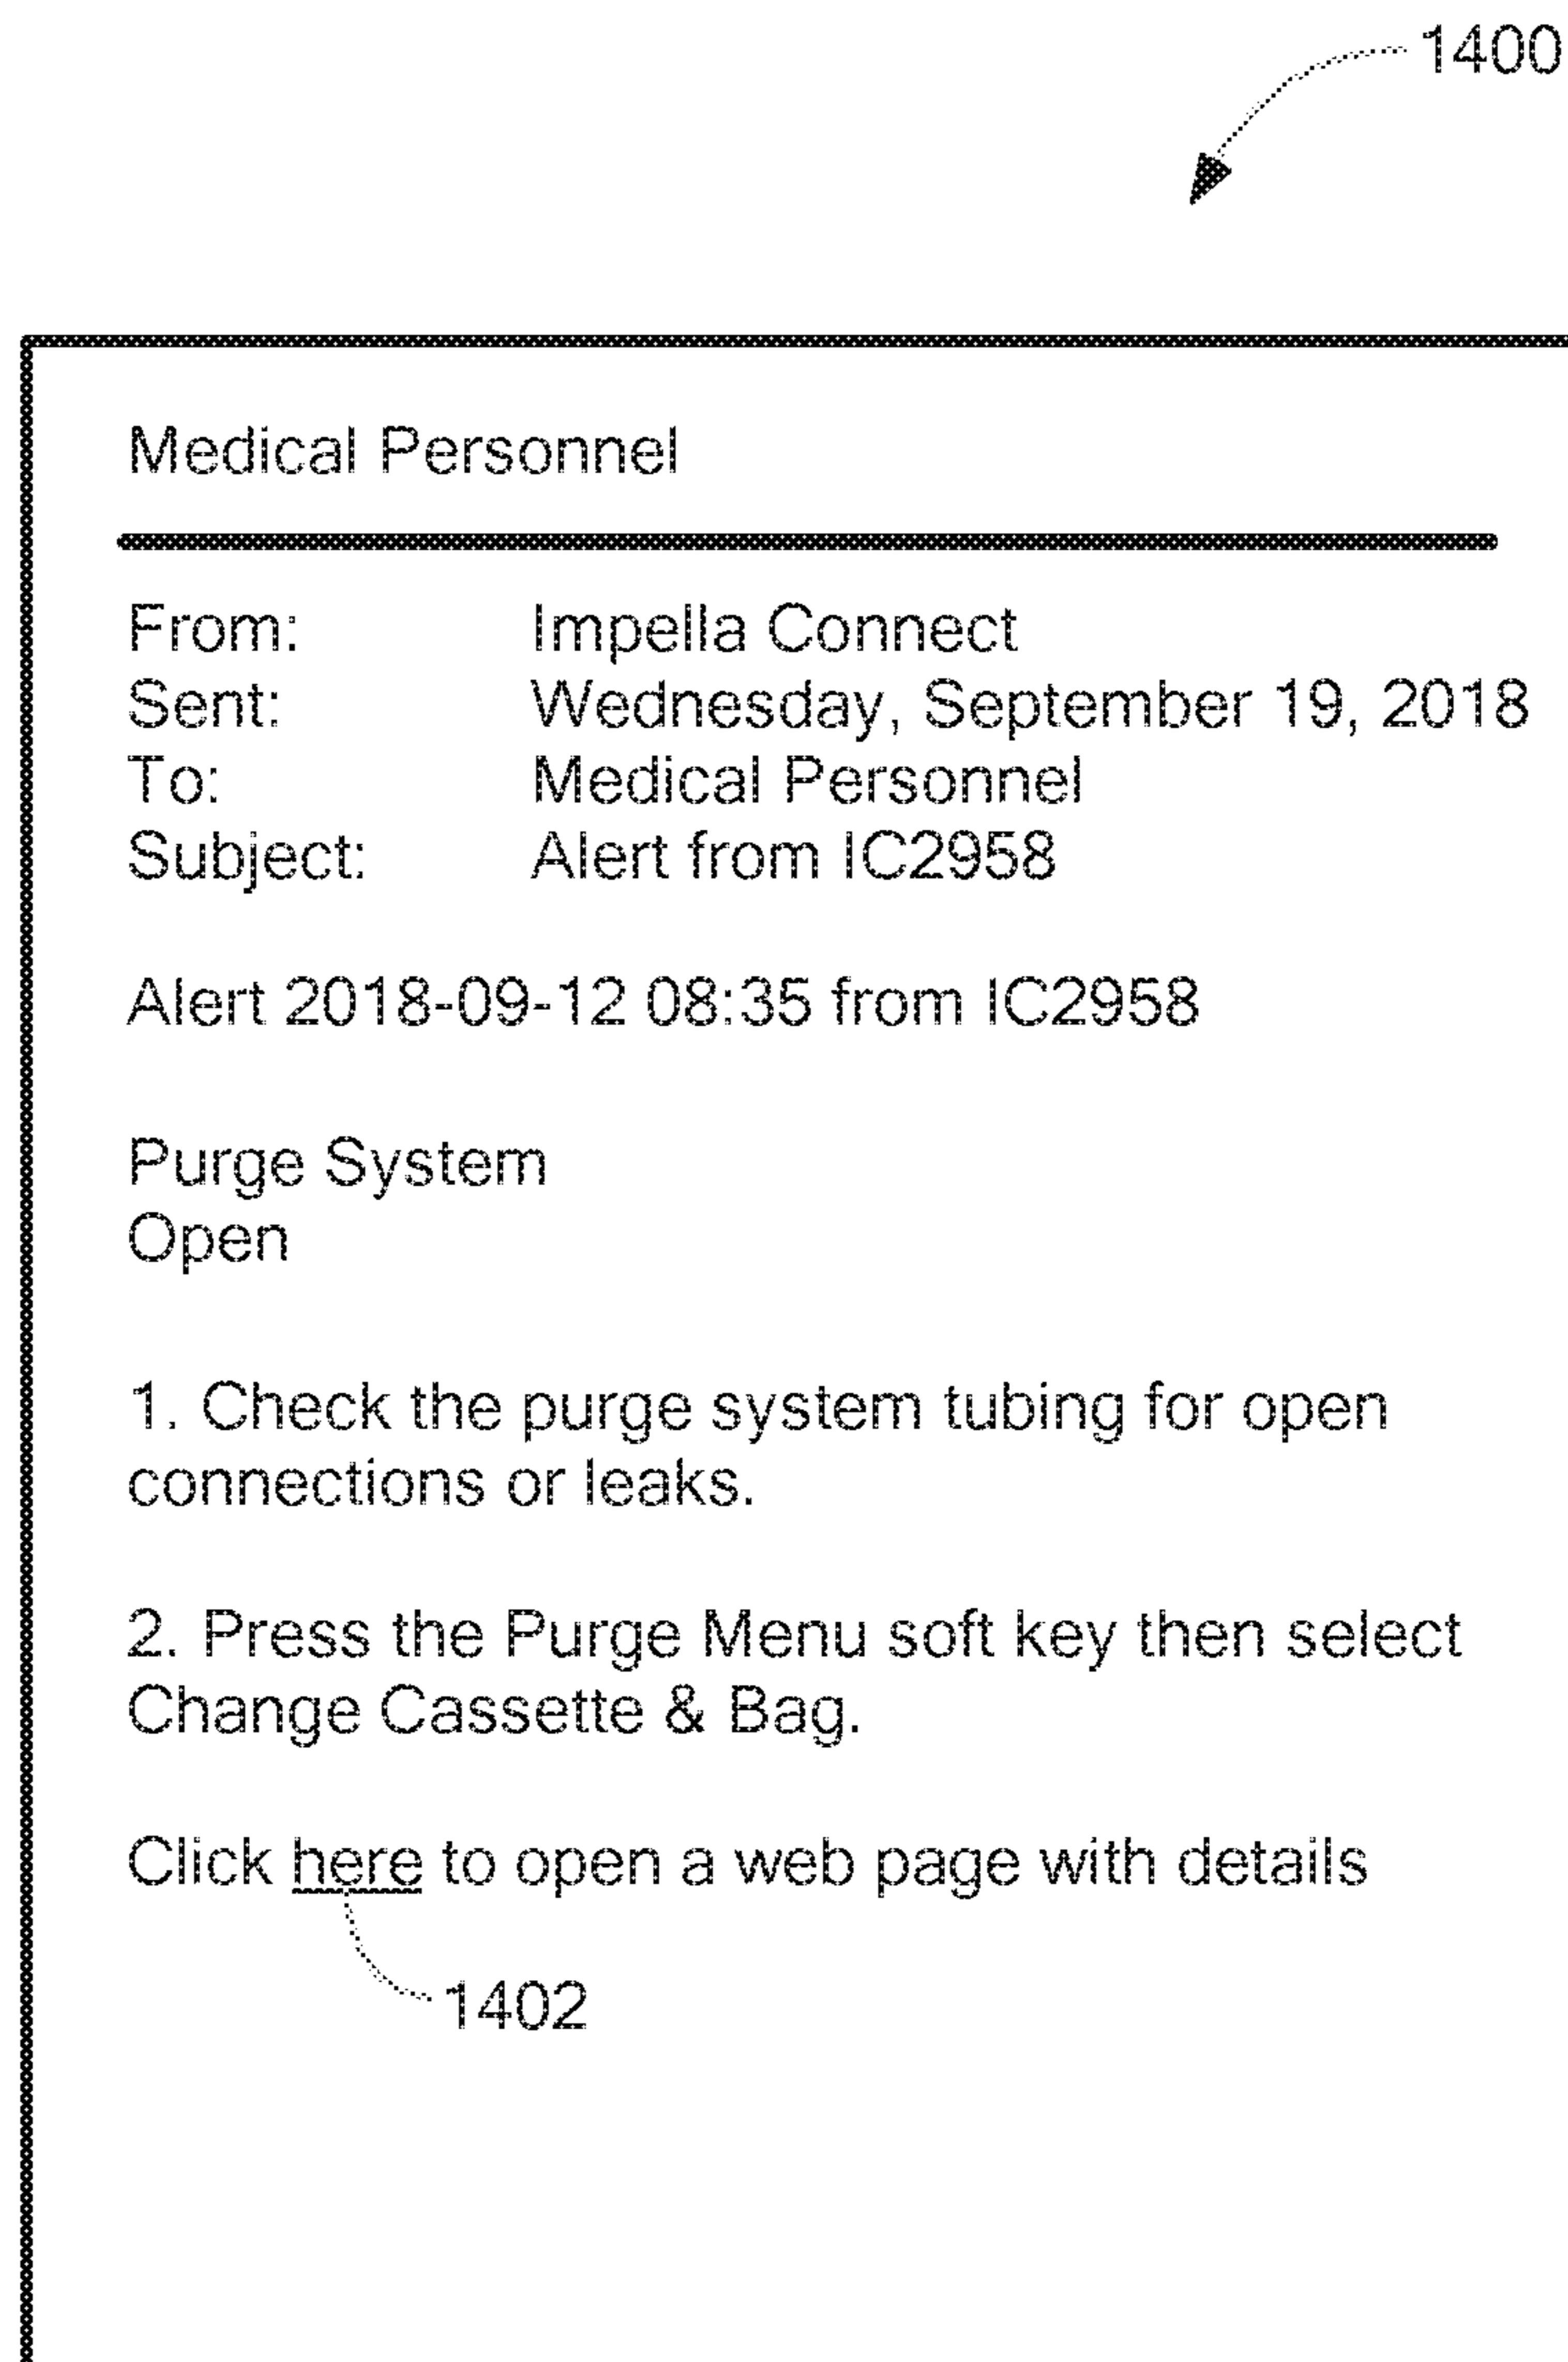 1400
Medical Personnel
From: Impella Connect
Sent: Wednesday, September 19, 2018
To: Medical Personnel
Subject: Alert from IC2958
Alert 2018-09-12 08:35 from IC2958
Purge System
Open
1. Check the purge system tubing for open
connections or leaks.
2. Press the Purge Menu soft key then select
Change Cassette & Bag.
Click here to open a web page with details
1402